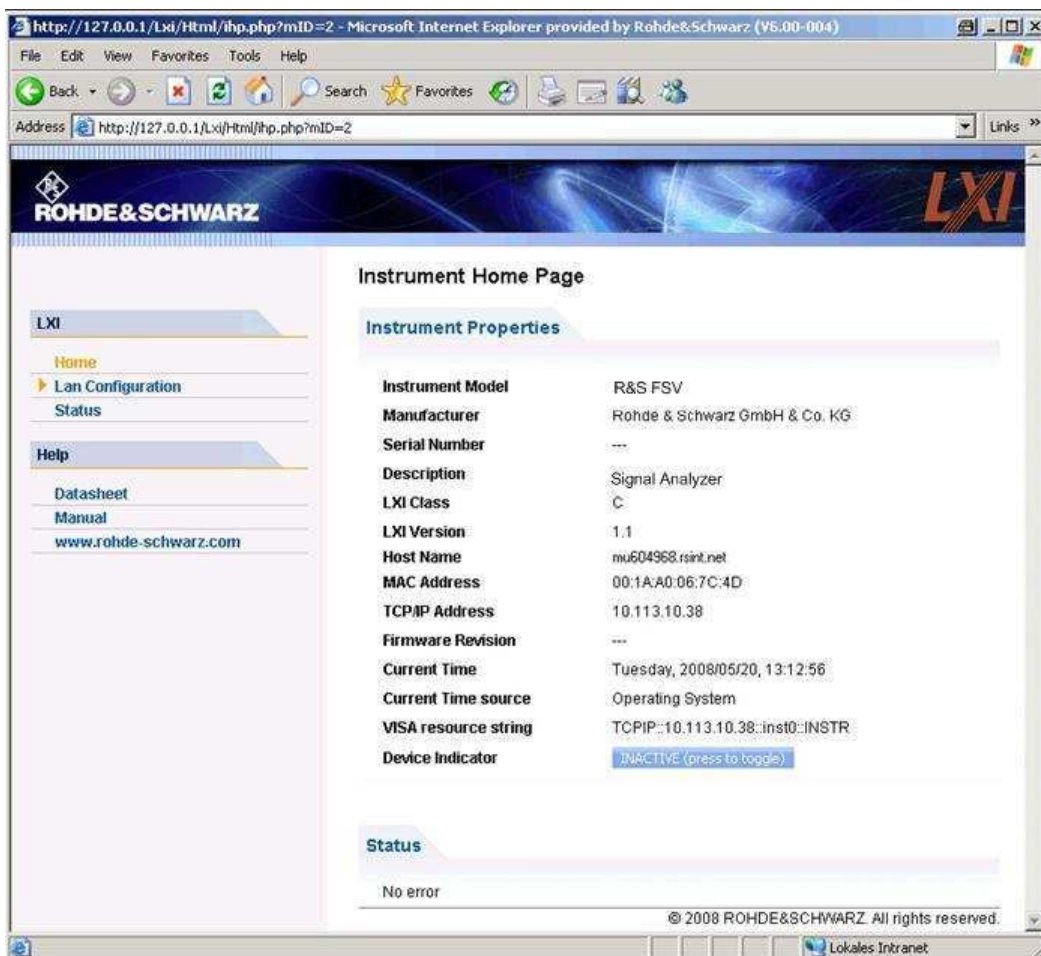 http://127.0.0.1/Lxi/Html/ihp.php?mID=2 - Microsoft Internet Explorer provided by Rohde&Schwarz (V6.00-004)
File Edit View Favorites Tools Help
Back Search Favorites
Address http://127.0.0.1/Lxi/Html/ihp.php?mID=2 Links »
ROHDE&SCHWARZ LXI
Instrument Home Page
LXI
Home
Lan Configuration
Status
Help
Datasheet
Manual
www.rohde-schwarz.com
Instrument Properties
Instrument Model R&S FSV
Manufacturer Rohde & Schwarz GmbH & Co. KG
Serial Number ---
Description Signal Analyzer
LXI Class C
LXI Version 1.1
Host Name mu604968.rsint.net
MAC Address 00:1A:A0:06:7C:4D
TCP/IP Address 10.113.10.38
Firmware Revision ---
Current Time Tuesday, 2008/05/20, 13:12:56
Current Time source Operating System
VISA resource string TCPIP::10.113.10.38::inst0::INSTR
Device Indicator INACTIVE (press to toggle)
Status
No error
© 2008 ROHDE&SCHWARZ. All rights reserved.
Lokales Intranet